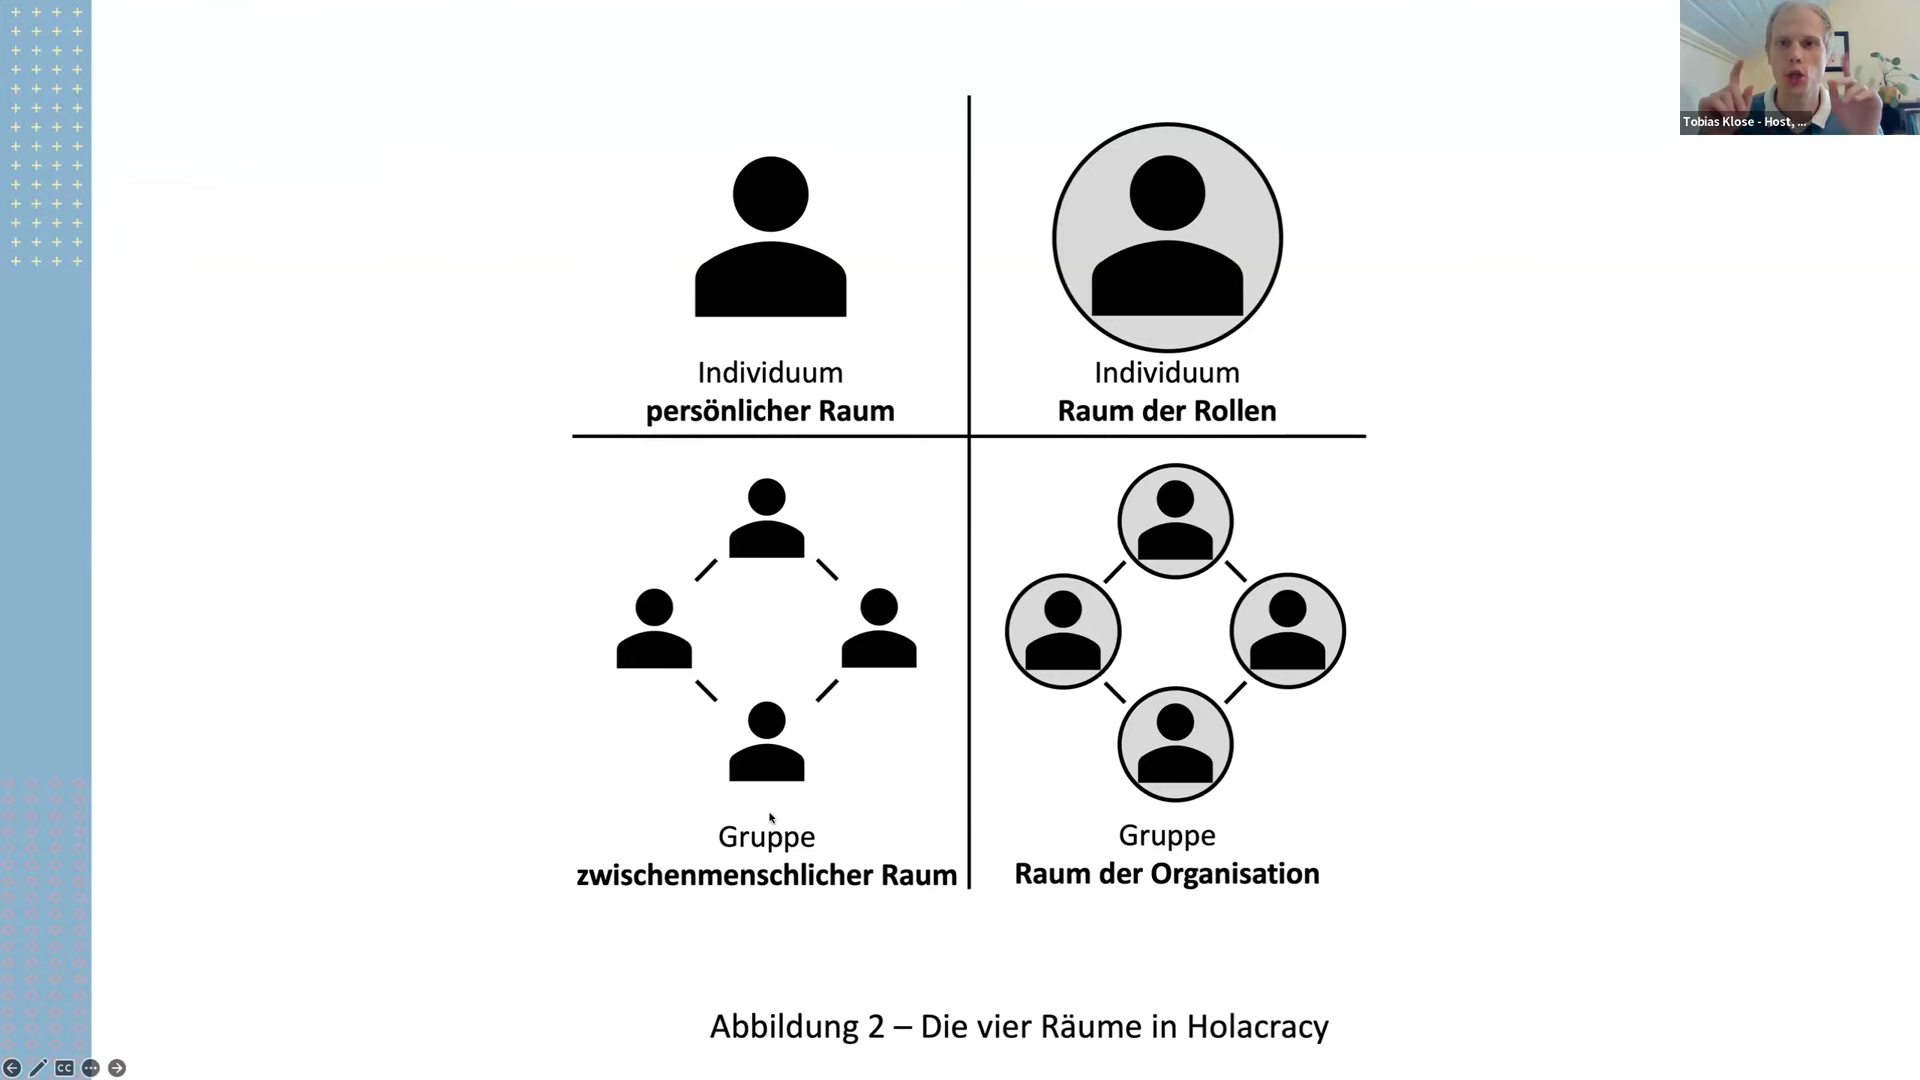 Tobias Klose - Host, ...
Individuum
persönlicher Raum
Individuum
Raum der Rollen
Gruppe
zwischenmenschlicher Raum
Gruppe
Raum der Organisation
Abbildung 2 – Die vier Räume in Holacracy
CC